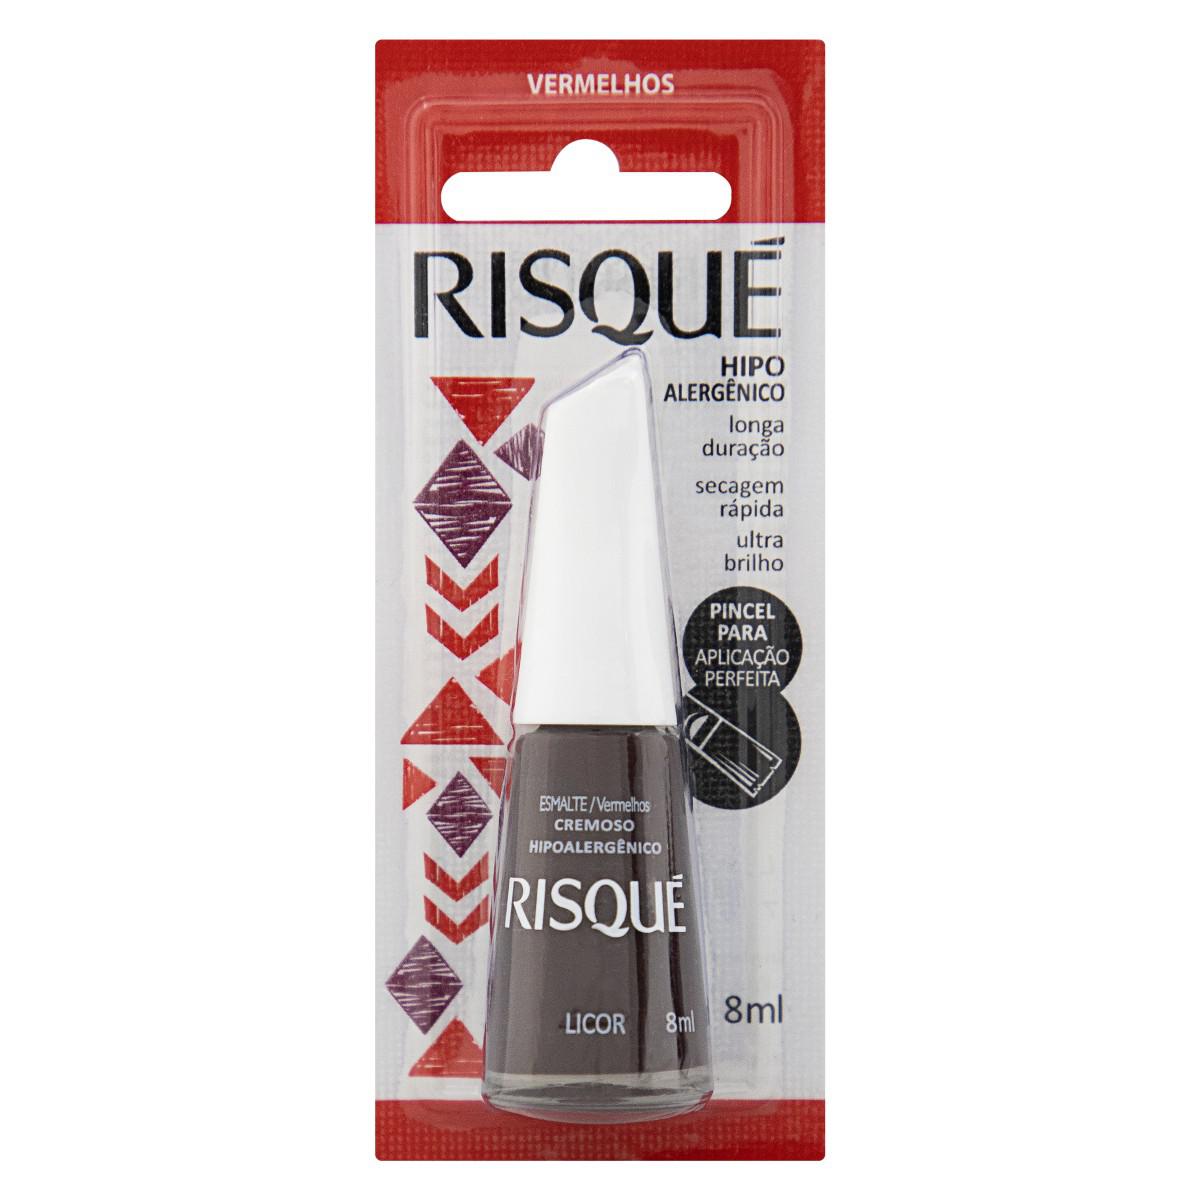 VERMELHOS
RISQUÉ
HIPO
ALERGÊNICO
longa
duração
secagem
rápida
ultra
brilho
PINCEL
PARA
APLICAÇÃO
PERFEITA
ESMALTE / Vermelhos
CREMOSO
HIPOALERGÊNICO
RISQUÉ
LICOR 8ml
8ml